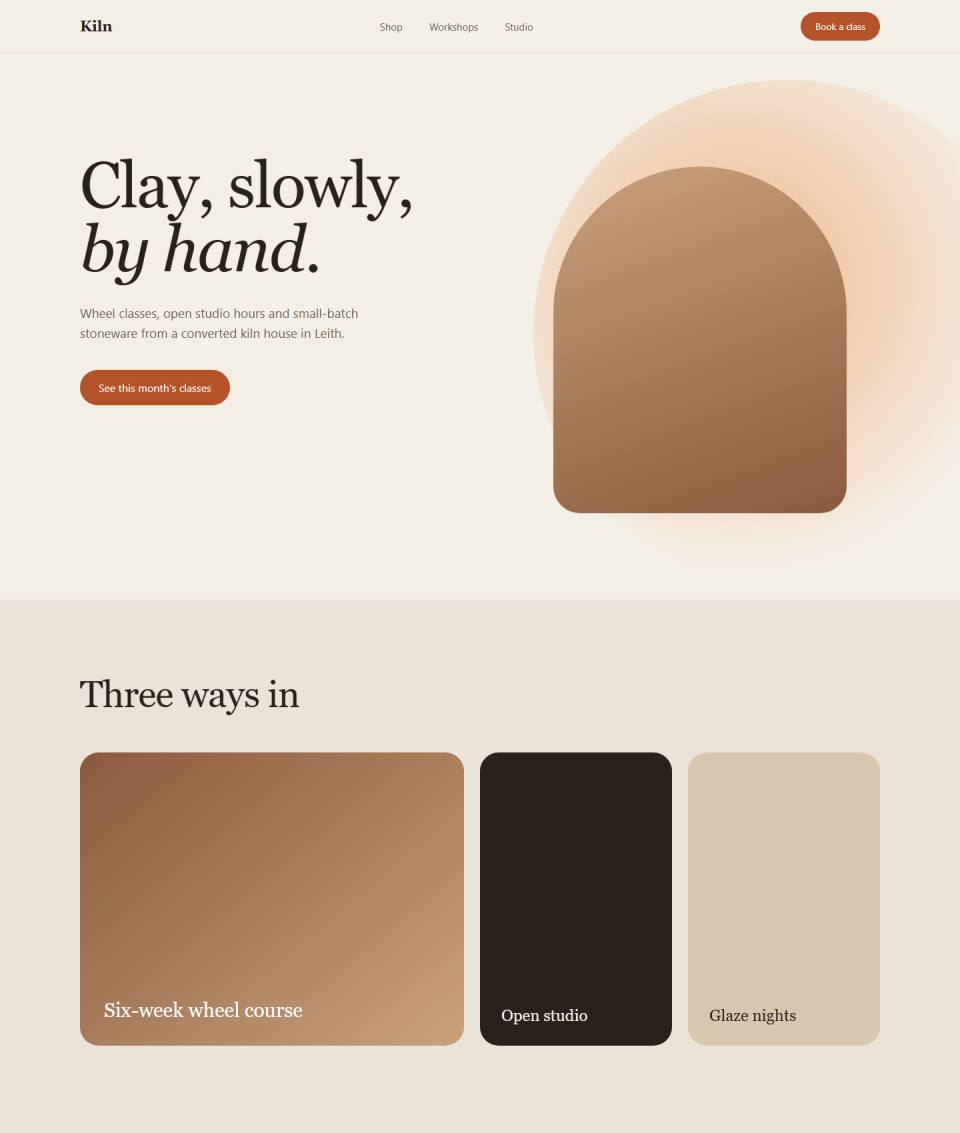 Kiln
Shop
Workshops
Studio
Book a class
Clay, slowly,
by hand.
Wheel classes, open studio hours and small-batch
stoneware from a converted kiln house in Leith.
See this month's classes
Three ways in
Six-week wheel course
Open studio
Glaze nights